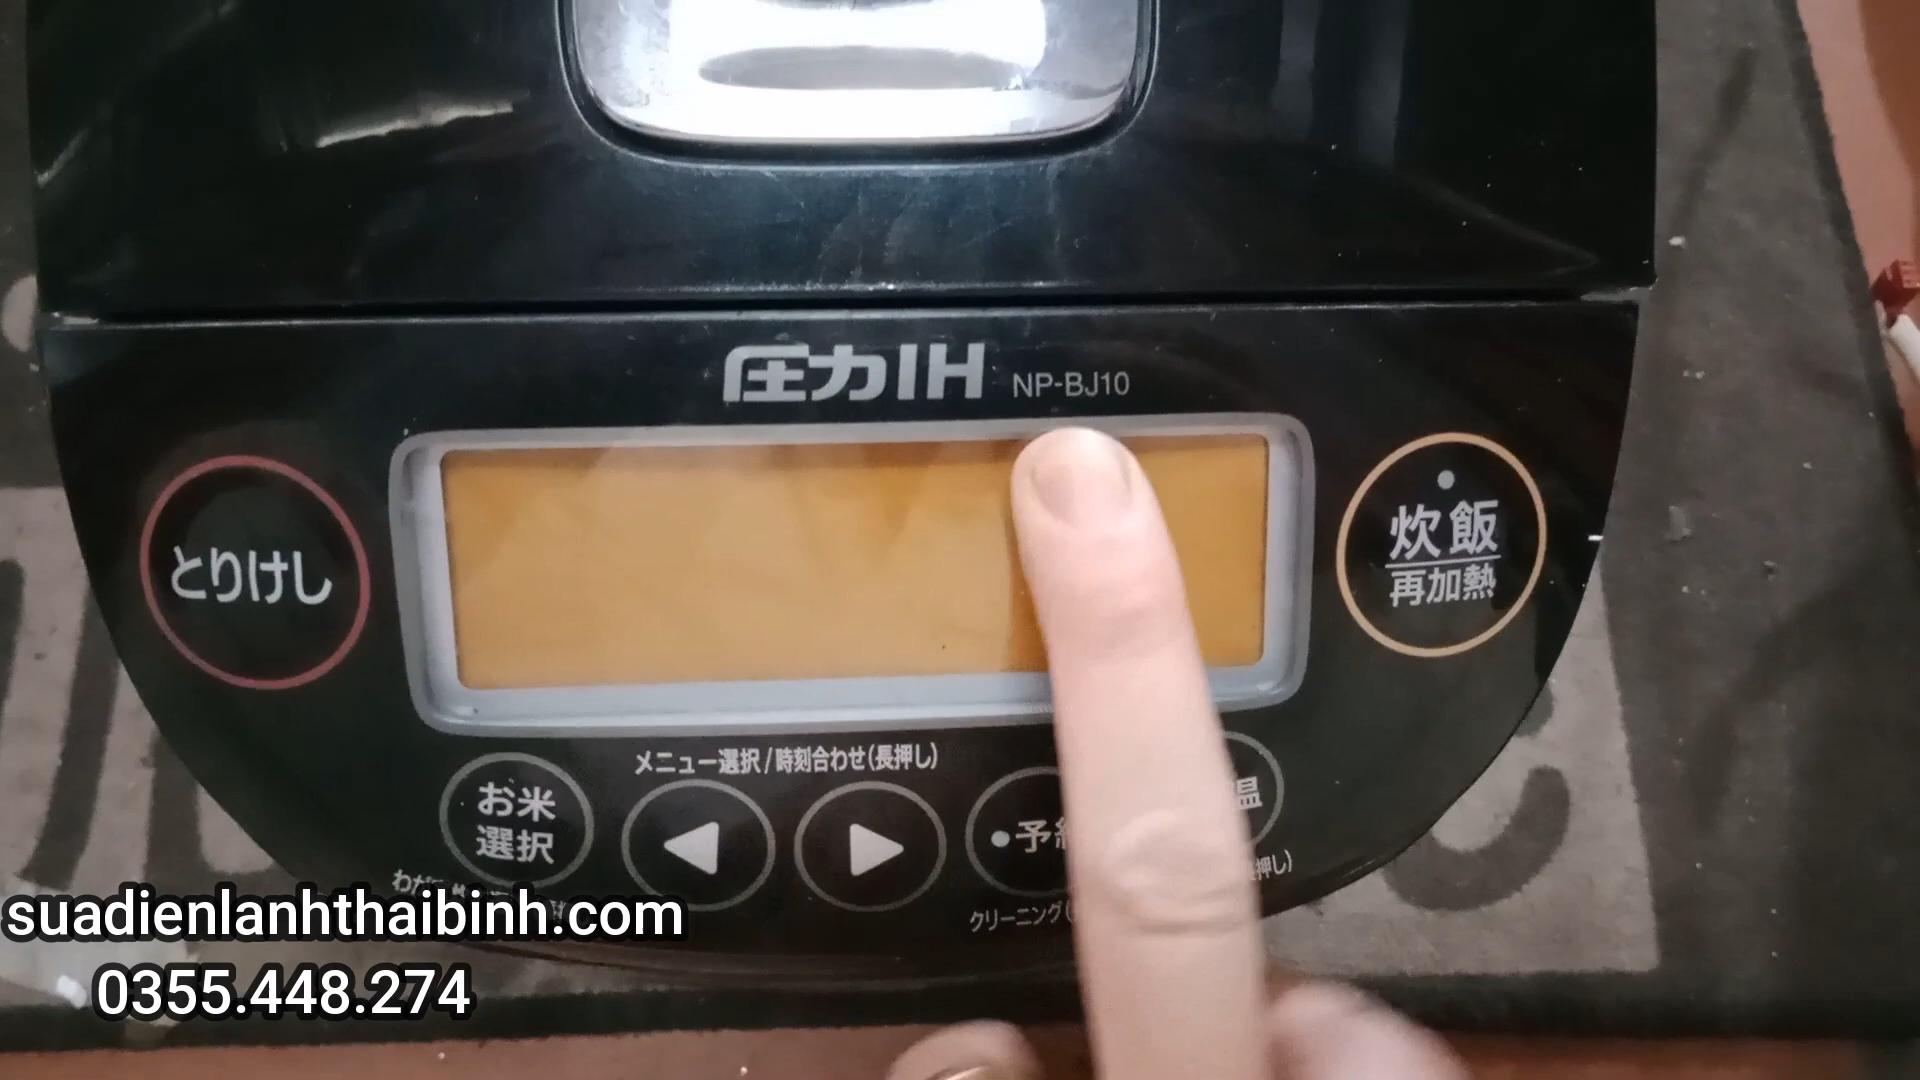 圧力IH NP-BJ10
とりけし
炊飯
再加熱
メニュー選択/時刻合わせ(長押し)
お米
選択
押し)
クリーニング(
suadienlanhthaibinh.com
0355.448.274